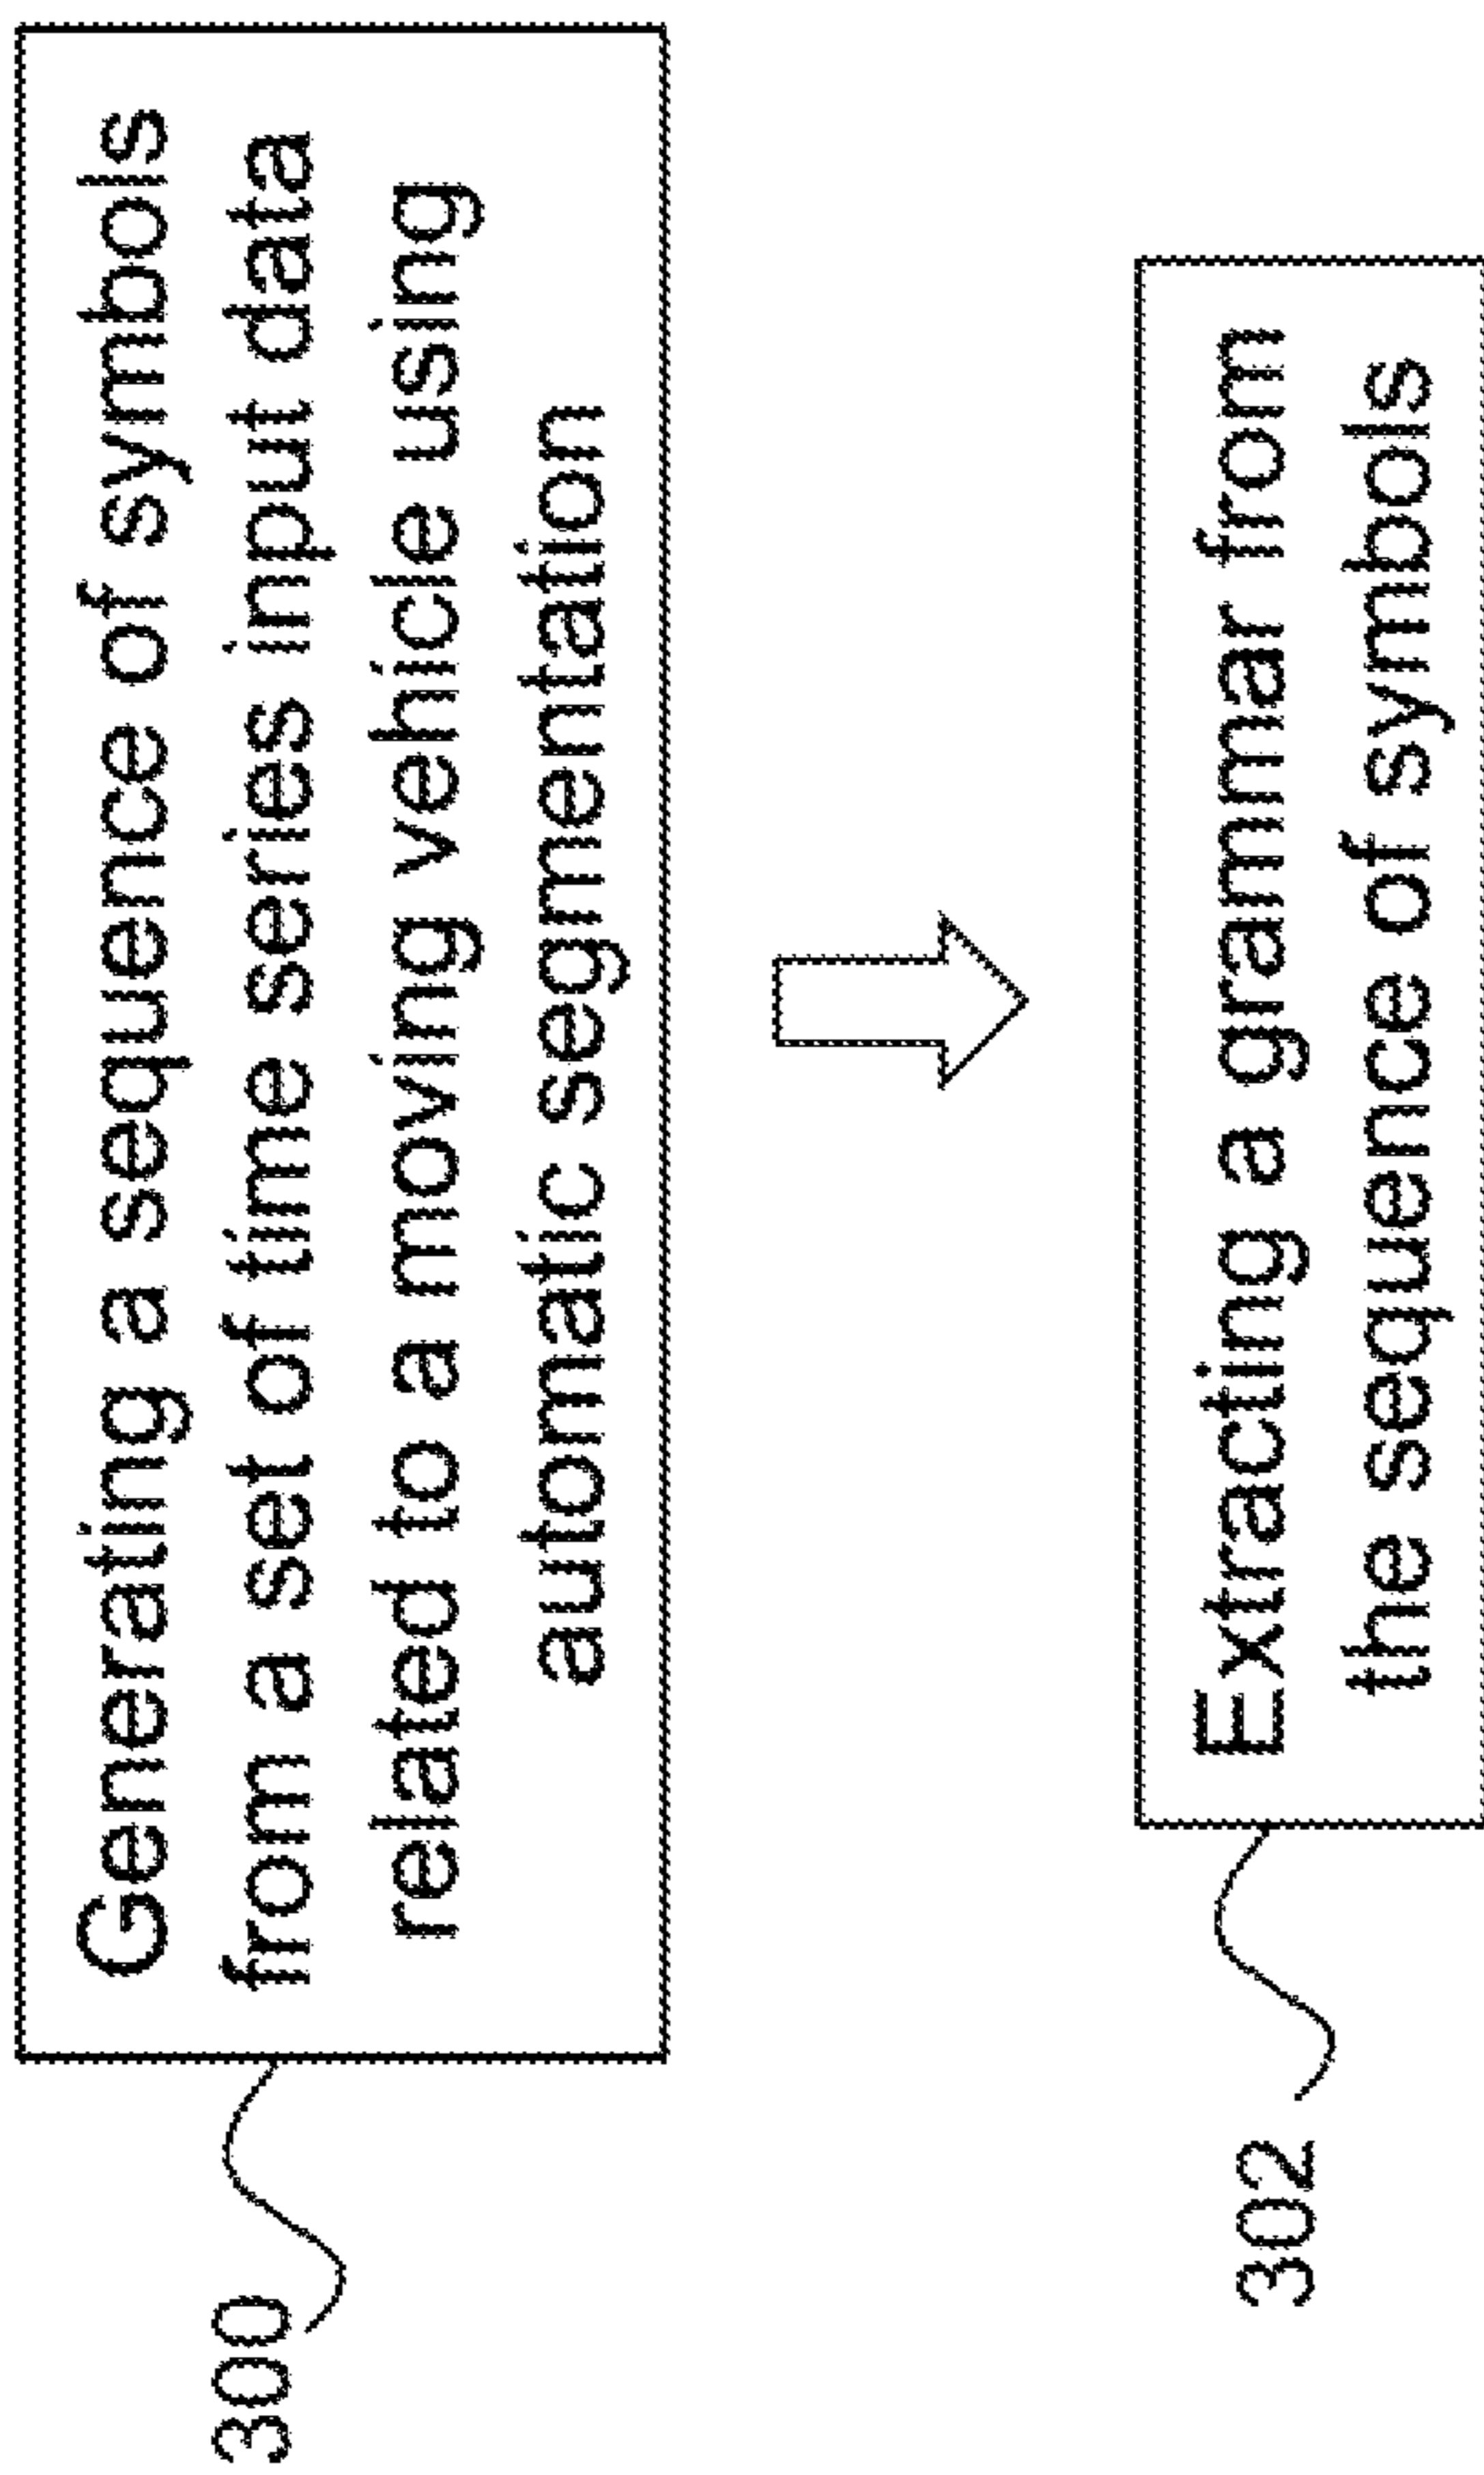 Generating a sequence of symbols
from a set of time series input data
related to a moving vehicle using
automatic segmentation
300
Extracting a grammar from
the sequence of symbols
302